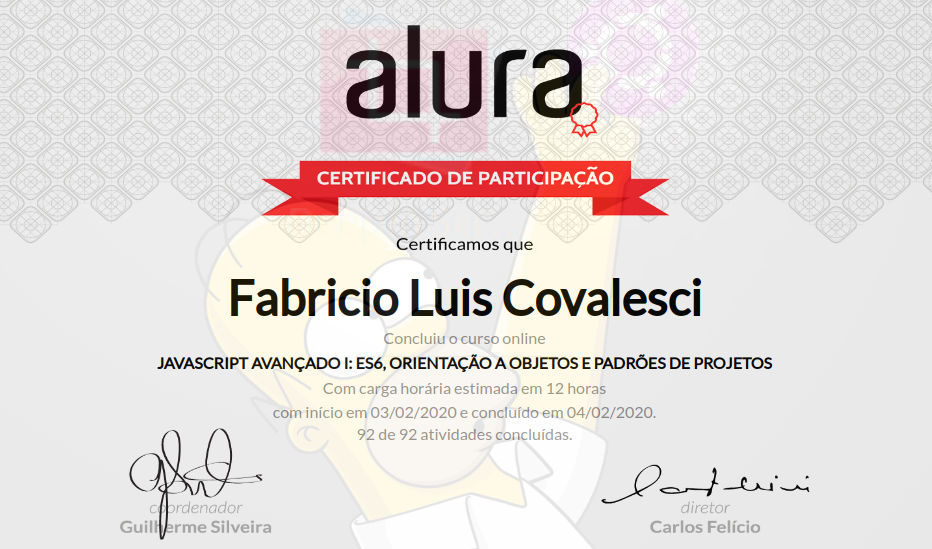 alura
CERTIFICADO DE PARTICIPAÇÃO
Certificamos que
Fabricio Luis Covalesci
Concluiu o curso online
JAVASCRIPT AVANÇADO I: ES6, ORIENTAÇÃO A OBJETOS E PADRÕES DE PROJETOS
Com carga horária estimada em 12 horas
com início em 03/02/2020 e concluído em 04/02/2020.
92 de 92 atividades concluídas.
coordenador
Guilherme Silveira
diretor
Carlos Felício